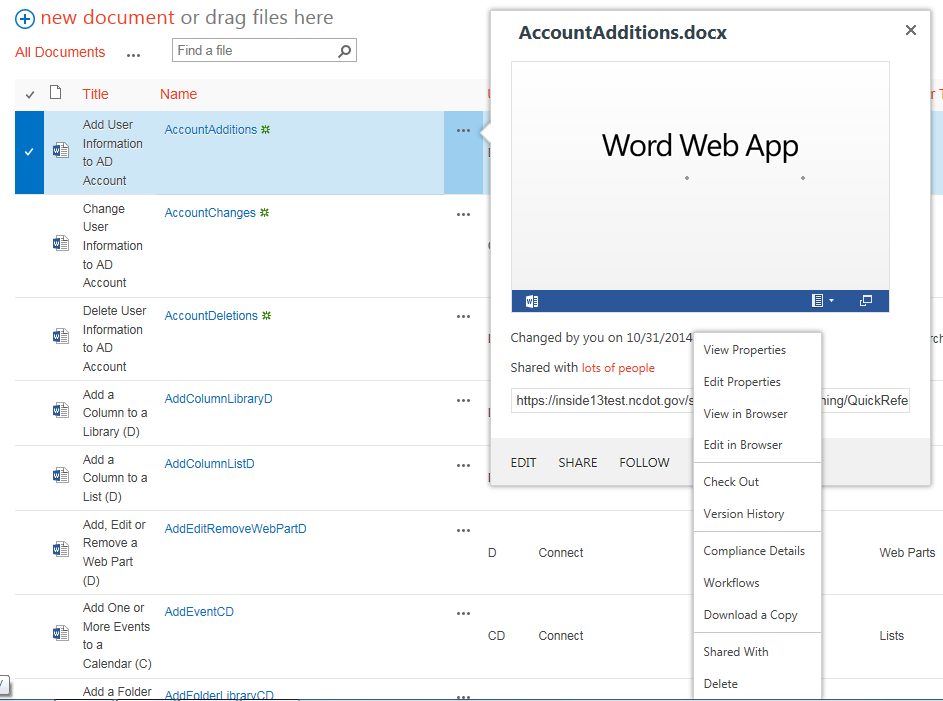 new document or drag files here
All Documents ...
Find a file
Title Name
Add User
Information
to AD
Account
AccountAdditions
Change
User
Information
to AD
Account
AccountChanges
Delete User
Information
to AD
Account
AccountDeletions
Add a
Column to a
Library (D)
AddColumnLibraryD
Add a
Column to a
List (D)
AddColumnListD
Add, Edit or
Remove a
Web Part
(D)
AddEditRemoveWebPartD
D Connect Web Parts
Add One or
More Events
to a
Calendar (C)
AddEventCD
CD Connect Lists
Add a Folder
AddFolderLibraryCD
AccountAdditions.docx
Word Web App
Changed by you on 10/31/2014
Shared with lots of people
https://inside13test.ncdot.gov/s
ning/QuickRefe
EDIT SHARE FOLLOW
View Properties
Edit Properties
View in Browser
Edit in Browser
Check Out
Version History
Compliance Details
Workflows
Download a Copy
Shared With
Delete